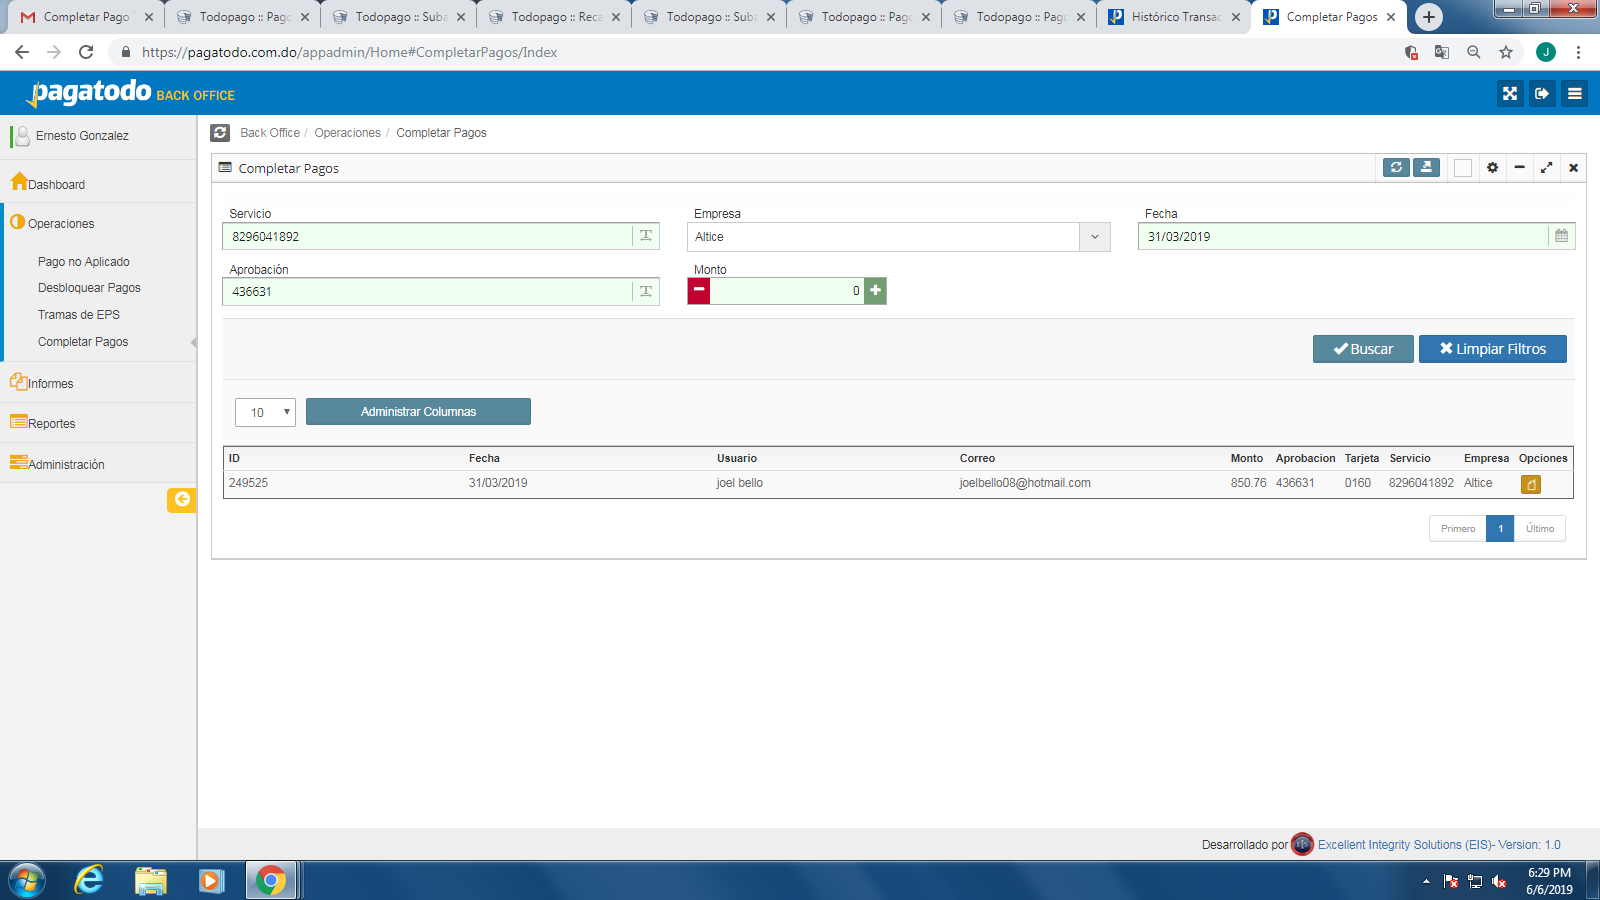 Completar Pago T
Todopago :: Pago
Todopago :: Suba
Todopago :: Reca
Todopago :: Suba
Todopago :: Pago
Todopago :: Pago
Histórico Transac
Completar Pagos
https://pagatodo.com.do/appadmin/Home#CompletarPagos/Index
J
pagatodo BACK OFFICE
Ernesto Gonzalez
Dashboard
Operaciones
Pago no Aplicado
Desbloquear Pagos
Tramas de EPS
Completar Pagos
Informes
Reportes
Administración
Back Office / Operaciones / Completar Pagos
Completar Pagos
Servicio Empresa Fecha
8296041892 Altice 31/03/2019
Aprobación Monto
436631 0
Buscar Limpiar Filtros
10 Administrar Columnas
ID Fecha Usuario Correo Monto Aprobacion Tarjeta Servicio Empresa Opciones
249525 31/03/2019 joel bello joelbello08@hotmail.com 850.76 436631 0160 8296041892 Altice
Primero 1 Último
Desarrollado por Excellent Integrity Solutions (EIS)- Version: 1.0
6:29 PM
6/6/2019